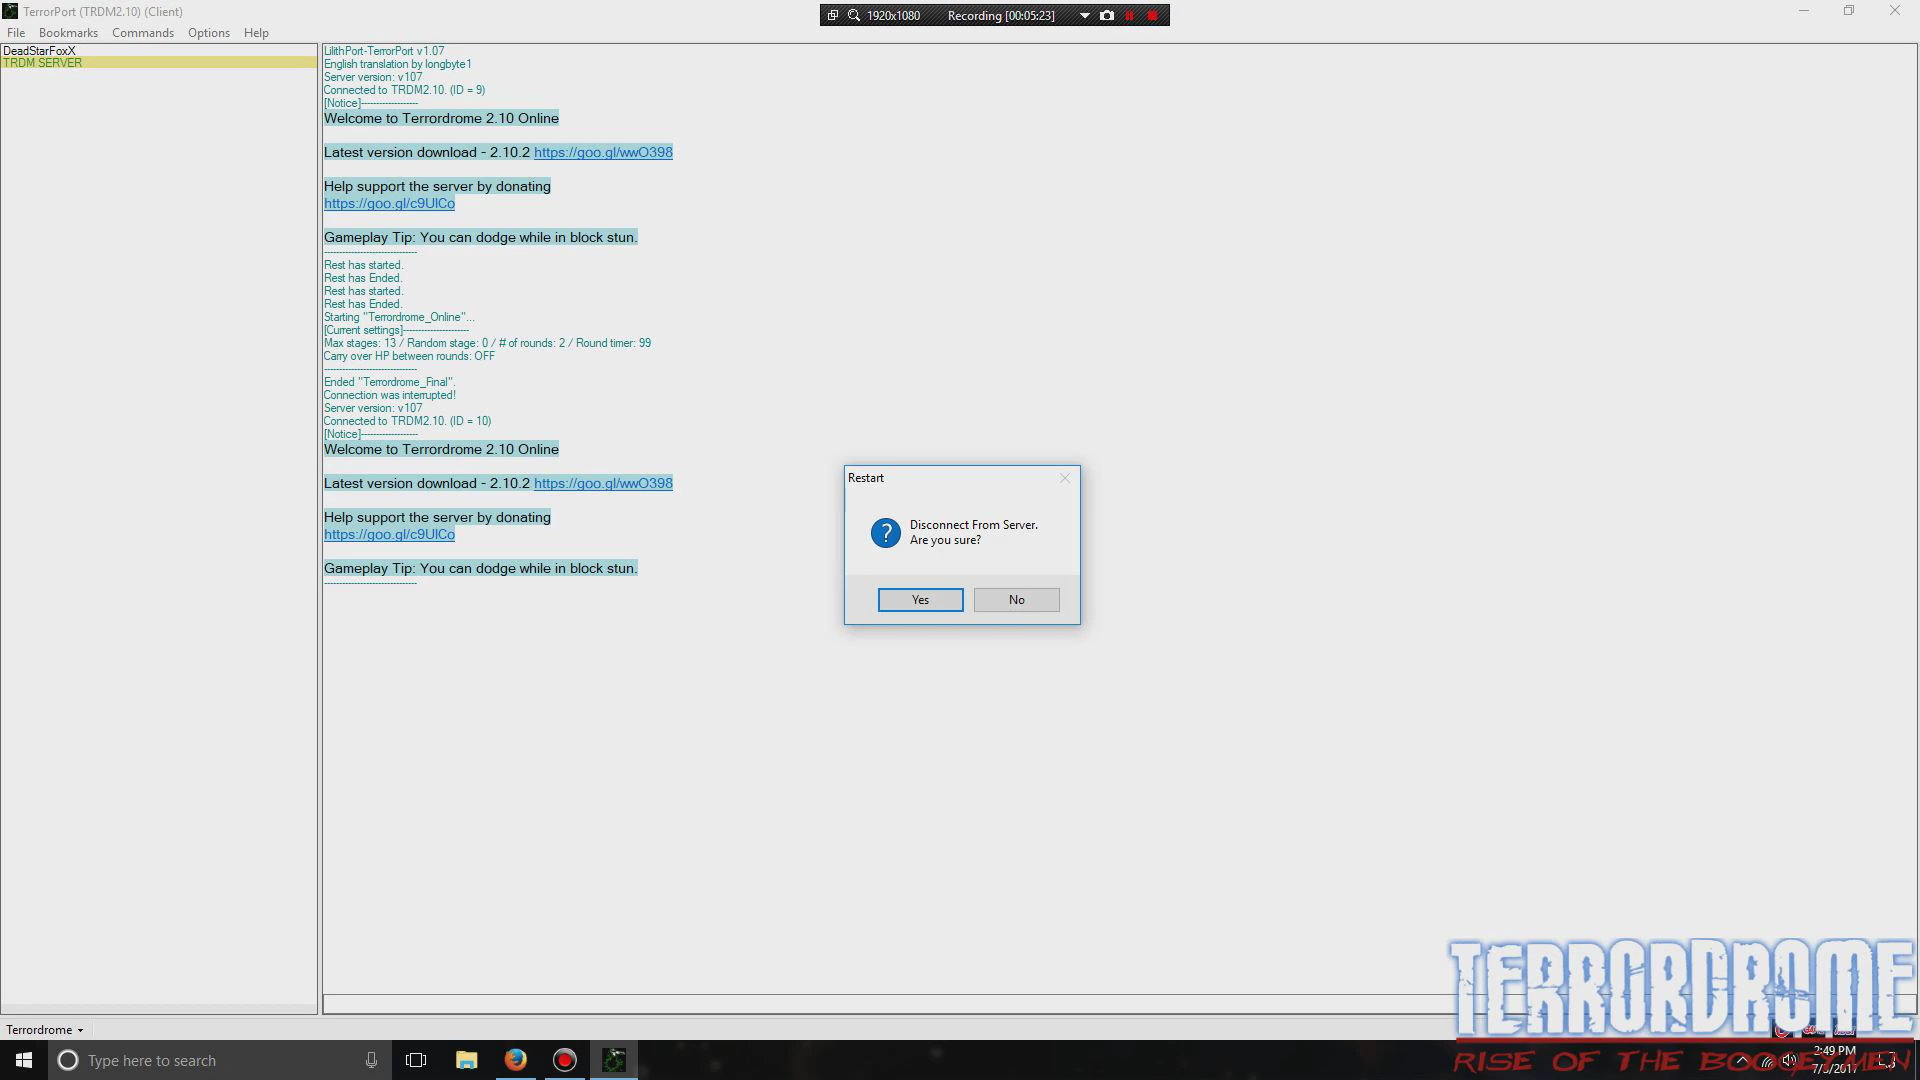 TerrorPort (TRDM2.10) (Client)
1920x1080 Recording [00:05:23]
File Bookmarks Commands Options Help
DeadStarFoxX
TRDM SERVER
LilithPort-TerrorPort v1.07
English translation by longbyte1
Server version: v107
Connected to TRDM2.10. (ID = 9)
[Notice]-------------------
Welcome to Terrordrome 2.10 Online
Latest version download - 2.10.2 https://goo.gl/wwO398
Help support the server by donating
https://goo.gl/c9UlCo
Gameplay Tip: You can dodge while in block stun.
-------------------------------
Rest has started.
Rest has Ended.
Rest has started.
Rest has Ended.
Starting "Terrordrome_Online"...
[Current settings]----------------------
Max stages: 13 / Random stage: 0 / # of rounds: 2 / Round timer: 99
Carry over HP between rounds: OFF
-------------------------------
Ended "Terrordrome_Final".
Connection was interrupted!
Server version: v107
Connected to TRDM2.10. (ID = 10)
[Notice]-------------------
Welcome to Terrordrome 2.10 Online
Latest version download - 2.10.2 https://goo.gl/wwO398
Help support the server by donating
https://goo.gl/c9UlCo
Gameplay Tip: You can dodge while in block stun.
-------------------------------
Restart
Disconnect From Server.
Are you sure?
Yes No
TERRORDROME
RISE OF THE BOOGEYMEN
Terrordrome
Type here to search
2:49 PM